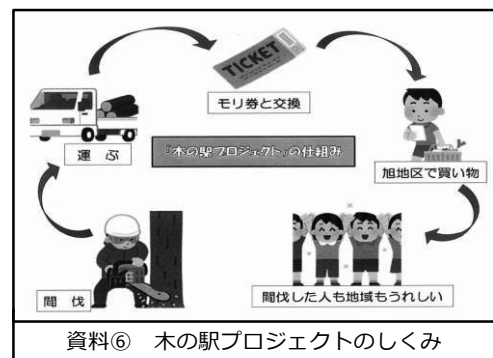 TICKET
モリ券と交換
運 ぶ
『木の駅プロジェクト』の仕組み
旭地区で買い物
間 伐
間伐した人も地域もうれしい
資料⑥ 木の駅プロジェクトのしくみ